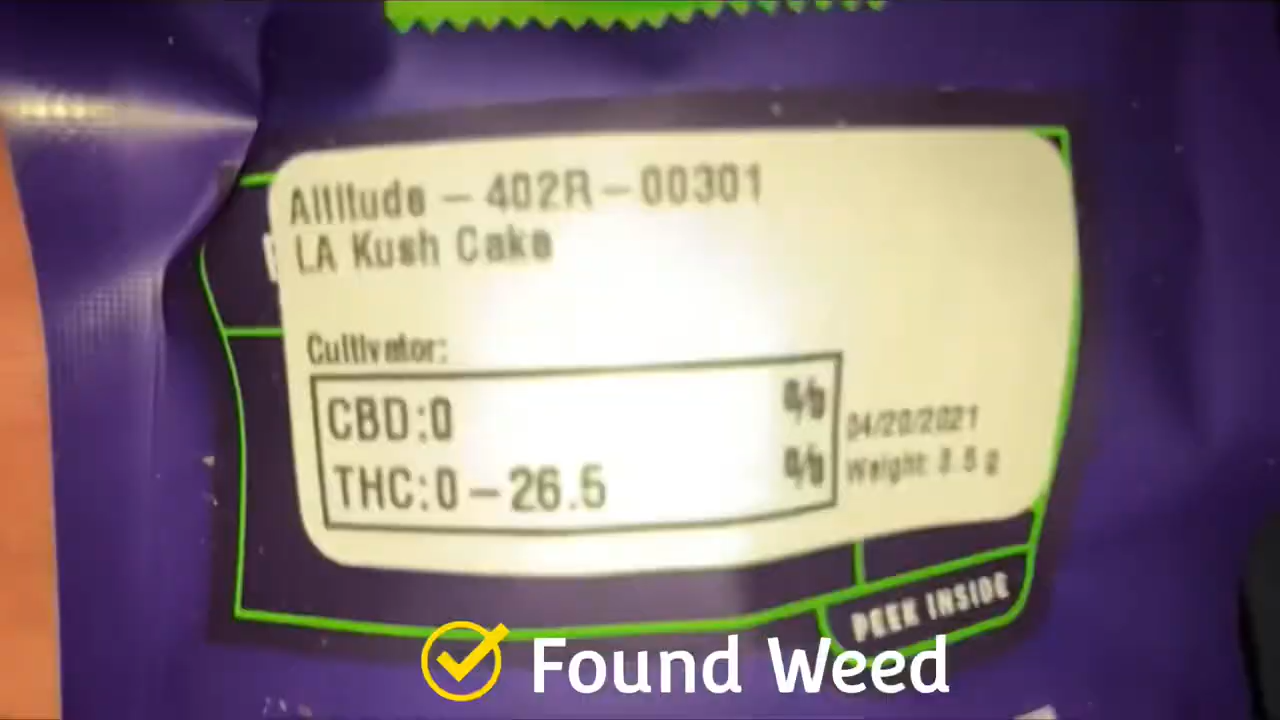 Altitude - 402R - 00301
LA Kush Cake
Cultivator:
CBD:0 %
THC:0 - 26.5 %
04/20/2021
Weight: 3.5 g
PEEK INSIDE
Found Weed